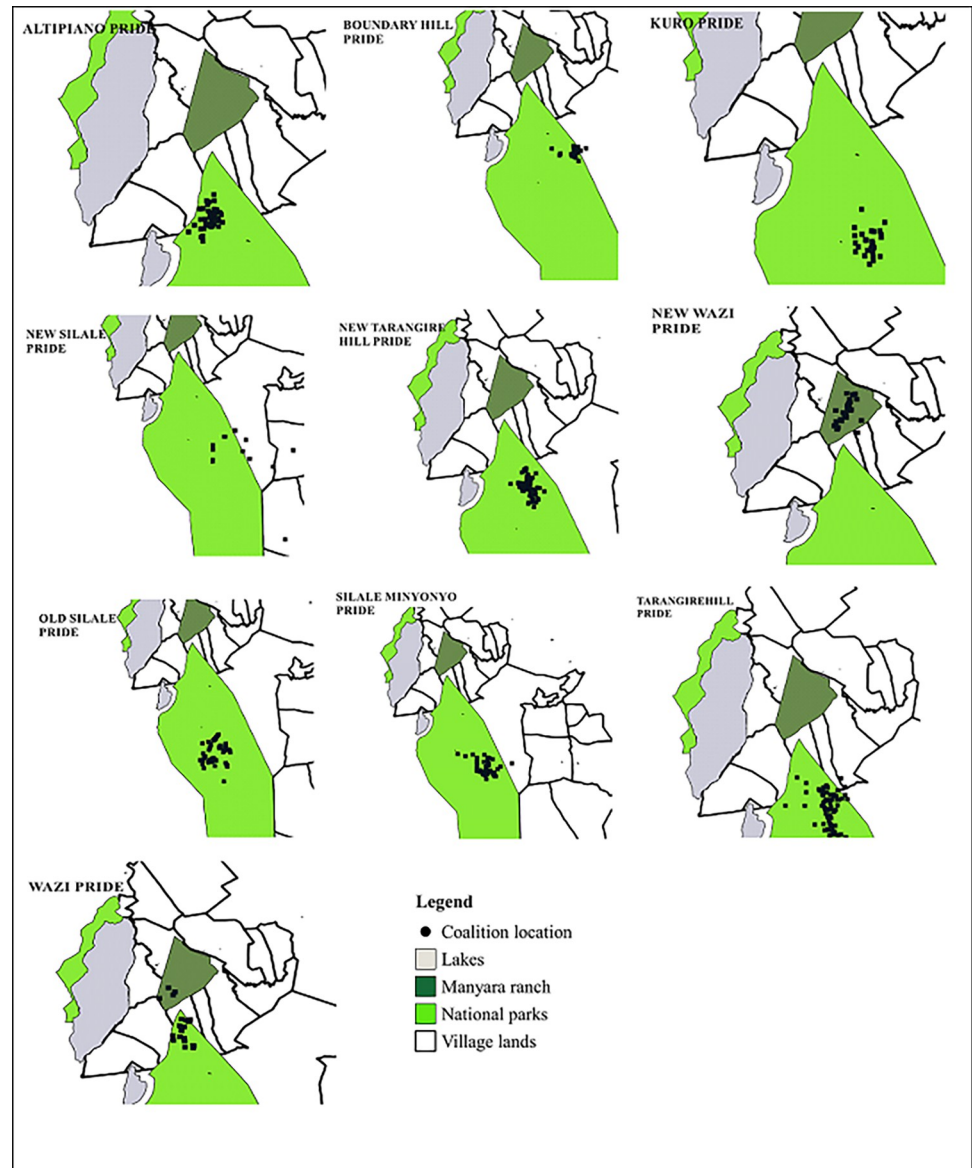 ALTIPIANO PRIDE
BOUNDARY HILL
PRIDE
KURO PRIDE
NEW SILALE
PRIDE
NEW TARANGIRE
HILL PRIDE
NEW WAZI
PRIDE
OLD SILALE
PRIDE
SILALE MINYONYO
PRIDE
TARANGIREHILL
PRIDE
WAZI PRIDE
Legend
Coalition location
Lakes
Manyara ranch
National parks
Village lands